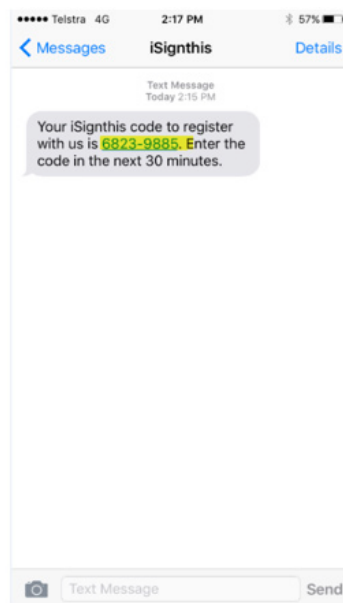 Telstra 4G 2:17 PM 57%
Messages iSignthis Details
Text Message
Today 2:15 PM
Your iSignthis code to register
with us is 6823-9885. Enter the
code in the next 30 minutes.
Text Message Send